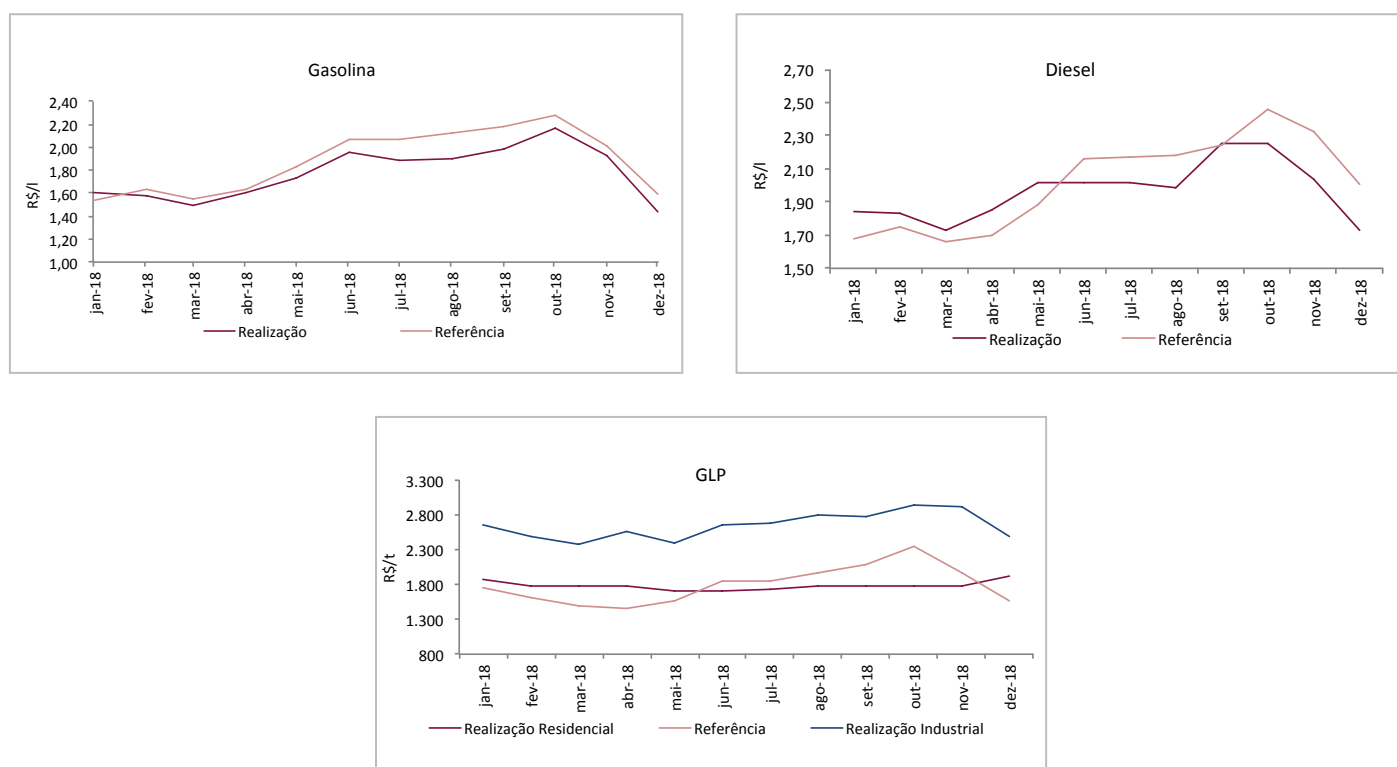 Gasolina
R$/l
2,40
2,20
2,00
1,80
1,60
1,40
1,20
1,00
jan-18
fev-18
mar-18
abr-18
mai-18
jun-18
jul-18
ago-18
set-18
out-18
nov-18
dez-18
Realização
Referência
Diesel
R$/l
2,70
2,50
2,30
2,10
1,90
1,70
1,50
jan-18
fev-18
mar-18
abr-18
mai-18
jun-18
jul-18
ago-18
set-18
out-18
nov-18
dez-18
Realização
Referência
GLP
R$/t
3.300
2.800
2.300
1.800
1.300
800
jan-18
fev-18
mar-18
abr-18
mai-18
jun-18
jul-18
ago-18
set-18
out-18
nov-18
dez-18
Realização Residencial
Referência
Realização Industrial